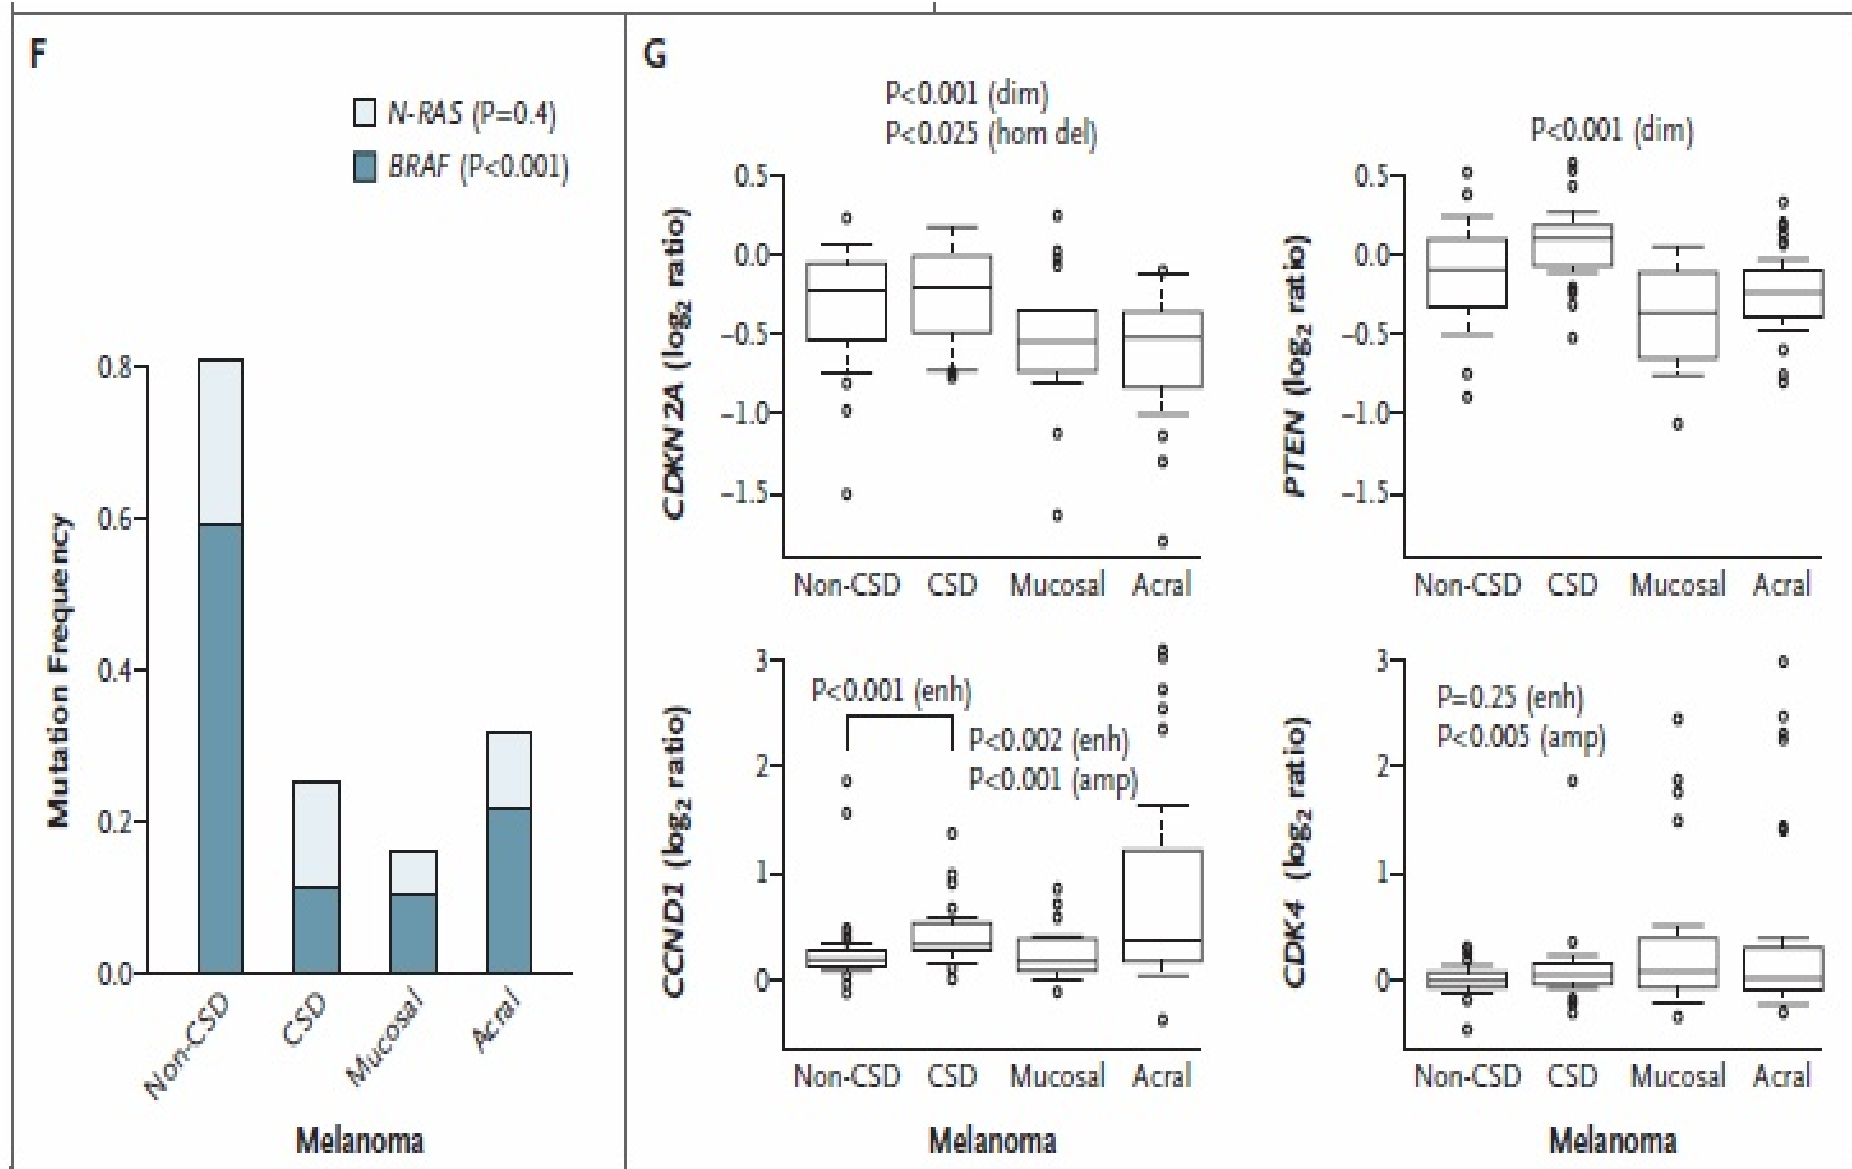 F
N-RAS (P=0.4)
BRAF (P<0.001)
Mutation Frequency
0.8
0.6
0.4
0.2
0.0
Non-CSD
CSD
Mucosal
Acral
Melanoma
G
P<0.001 (dim)
P<0.025 (hom del)
CDKN2A (log2 ratio)
0.5
0.0
−0.5
−1.0
−1.5
Non-CSD CSD Mucosal Acral
P<0.001 (dim)
PTEN (log2 ratio)
0.5
0.0
−0.5
−1.0
−1.5
Non-CSD CSD Mucosal Acral
P<0.001 (enh)
P<0.002 (enh)
P<0.001 (amp)
CCND1 (log2 ratio)
3
2
1
0
Non-CSD CSD Mucosal Acral
Melanoma
P=0.25 (enh)
P<0.005 (amp)
CDK4 (log2 ratio)
3
2
1
0
Non-CSD CSD Mucosal Acral
Melanoma